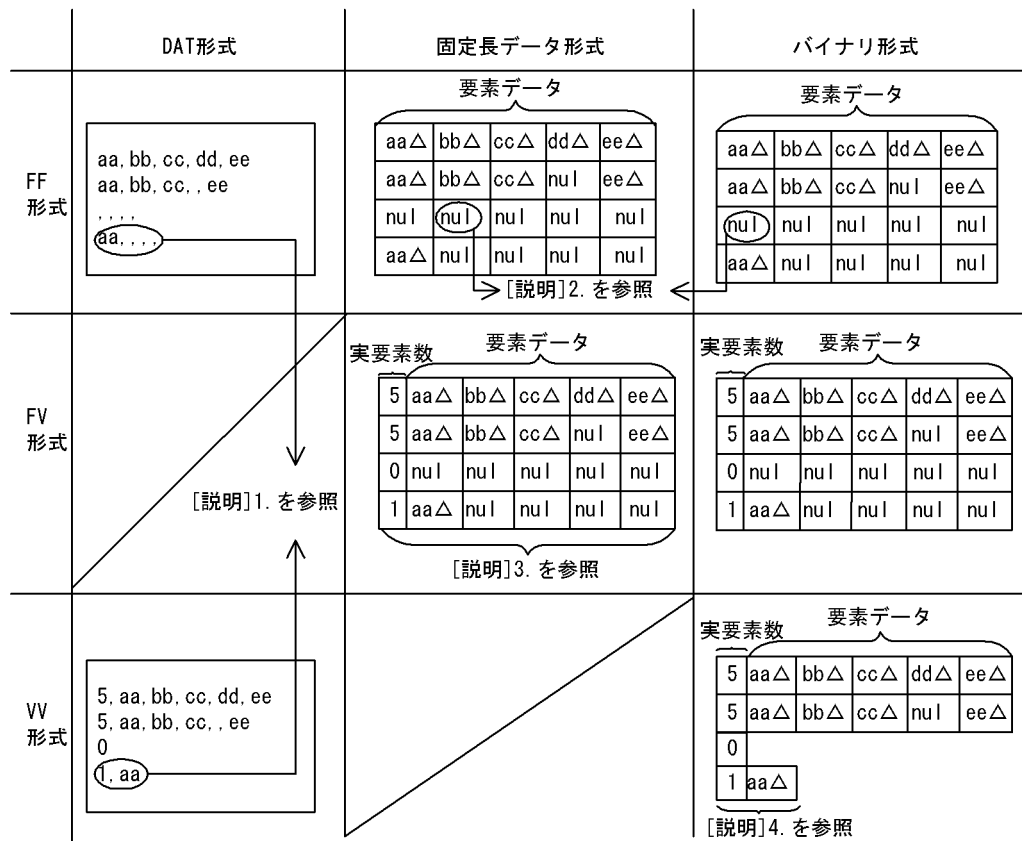 DAT形式 固定長データ形式 バイナリ形式
FF
形式
aa,bb,cc,dd,ee
aa,bb,cc,,ee
,,,,
aa,,,,
要素データ
aa△ bb△ cc△ dd△ ee△
aa△ bb△ cc△ nul ee△
nul nul nul nul nul
aa△ nul nul nul nul
要素データ
aa△ bb△ cc△ dd△ ee△
aa△ bb△ cc△ nul ee△
nul nul nul nul nul
aa△ nul nul nul nul
[説明]2.を参照
FV
形式
[説明]1.を参照
実要素数 要素データ
5 aa△ bb△ cc△ dd△ ee△
5 aa△ bb△ cc△ nul ee△
0 nul nul nul nul nul
1 aa△ nul nul nul nul
[説明]3.を参照
実要素数 要素データ
5 aa△ bb△ cc△ dd△ ee△
5 aa△ bb△ cc△ nul ee△
0 nul nul nul nul nul
1 aa△ nul nul nul nul
VV
形式
5,aa,bb,cc,dd,ee
5,aa,bb,cc,,ee
0
1,aa
実要素数 要素データ
5 aa△ bb△ cc△ dd△ ee△
5 aa△ bb△ cc△ nul ee△
0
1 aa△
[説明]4.を参照